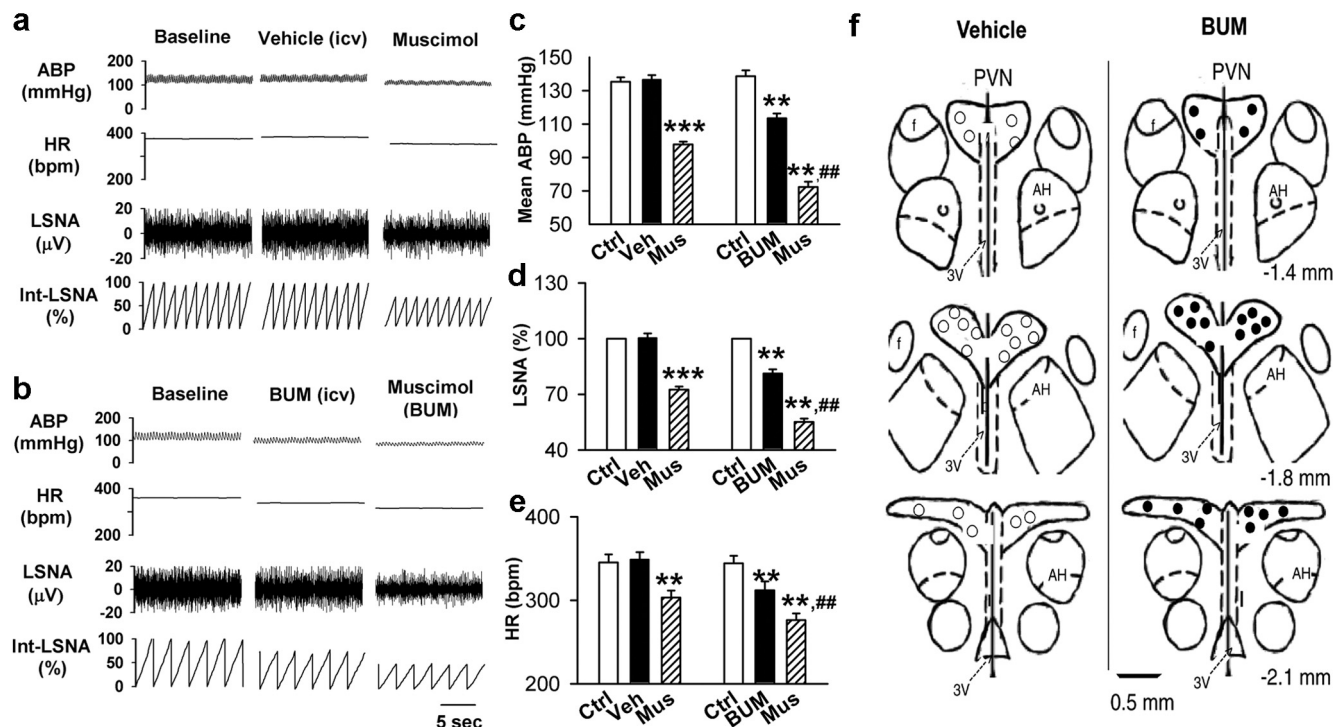 a
Baseline Vehicle (icv) Muscimol
ABP
(mmHg)
200
100
0
HR
(bpm)
400
200
LSNA
(μV)
20
0
-20
Int-LSNA
(%)
100
50
0
b
Baseline BUM (icv) Muscimol
(BUM)
ABP
(mmHg)
200
100
0
HR
(bpm)
400
200
LSNA
(μV)
20
0
-20
Int-LSNA
(%)
100
50
0
5 sec
c
Mean ABP (mmHg)
150
130
110
90
70
50
*** ** **,##
Ctrl Veh Mus Ctrl BUM Mus
d
LSNA (%)
130
100
70
40
*** ** **,##
Ctrl Veh Mus Ctrl BUM Mus
e
HR (bpm)
400
300
200
** ** **,##
Ctrl Veh Mus Ctrl BUM Mus
f
Vehicle BUM
PVN PVN
f f
AH AH
C C C C
3V 3V
-1.4 mm
f f
AH AH
3V 3V
-1.8 mm
AH AH
3V 3V
-2.1 mm
0.5 mm